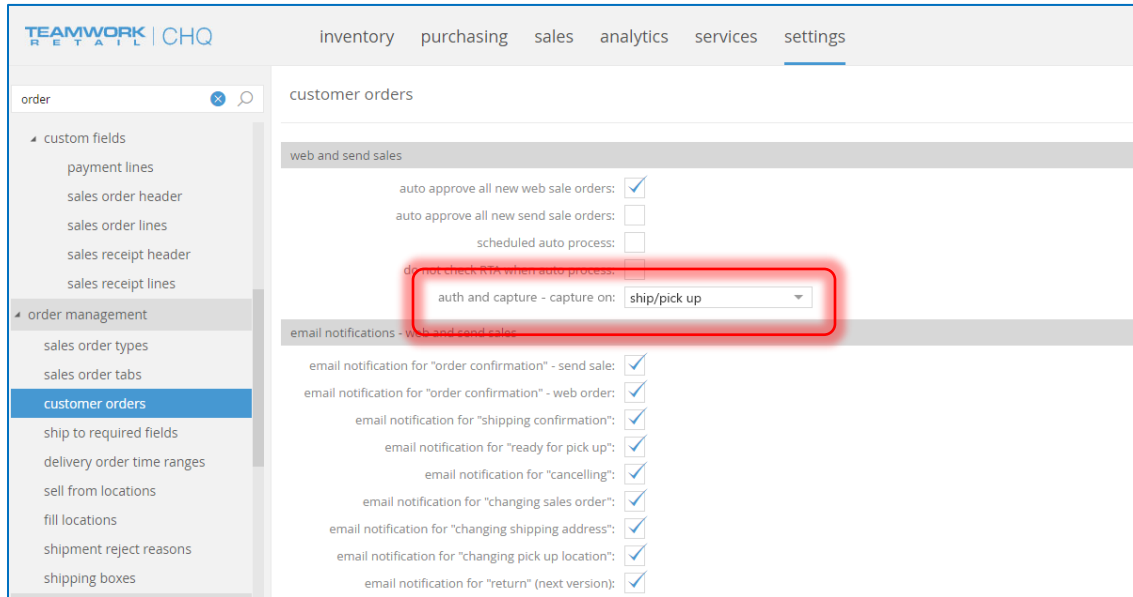 TEAMWORK | CHQ
RETAIL
inventory purchasing sales analytics services settings
order
custom fields
payment lines
sales order header
sales order lines
sales receipt header
sales receipt lines
order management
sales order types
sales order tabs
customer orders
ship to required fields
delivery order time ranges
sell from locations
fill locations
shipment reject reasons
shipping boxes
customer orders
web and send sales
auto approve all new web sale orders:
auto approve all new send sale orders:
scheduled auto process:
do not check RTA when auto process:
auth and capture - capture on: ship/pick up
email notifications - web and send sales
email notification for "order confirmation" - send sale:
email notification for "order confirmation" - web order:
email notification for "shipping confirmation":
email notification for "ready for pick up":
email notification for "cancelling":
email notification for "changing sales order":
email notification for "changing shipping address":
email notification for "changing pick up location":
email notification for "return" (next version):